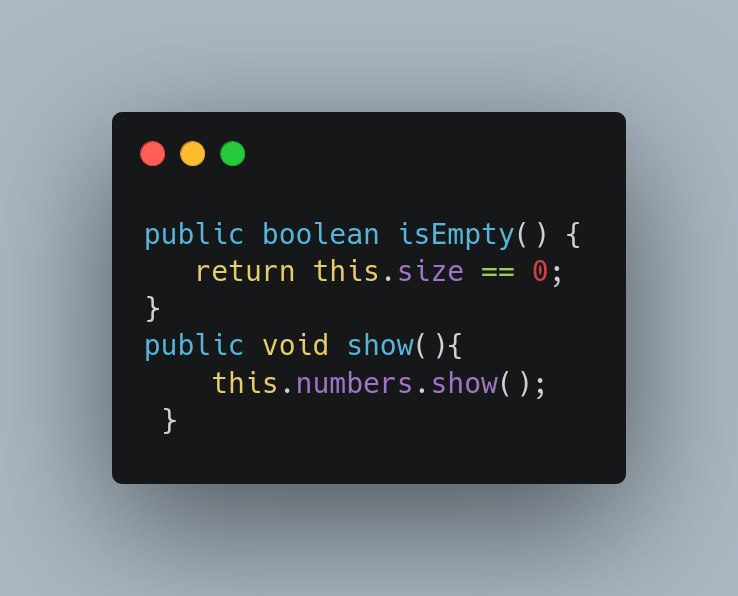 public boolean isEmpty() {
   return this.size == 0;
}
public void show(){
    this.numbers.show();
 }